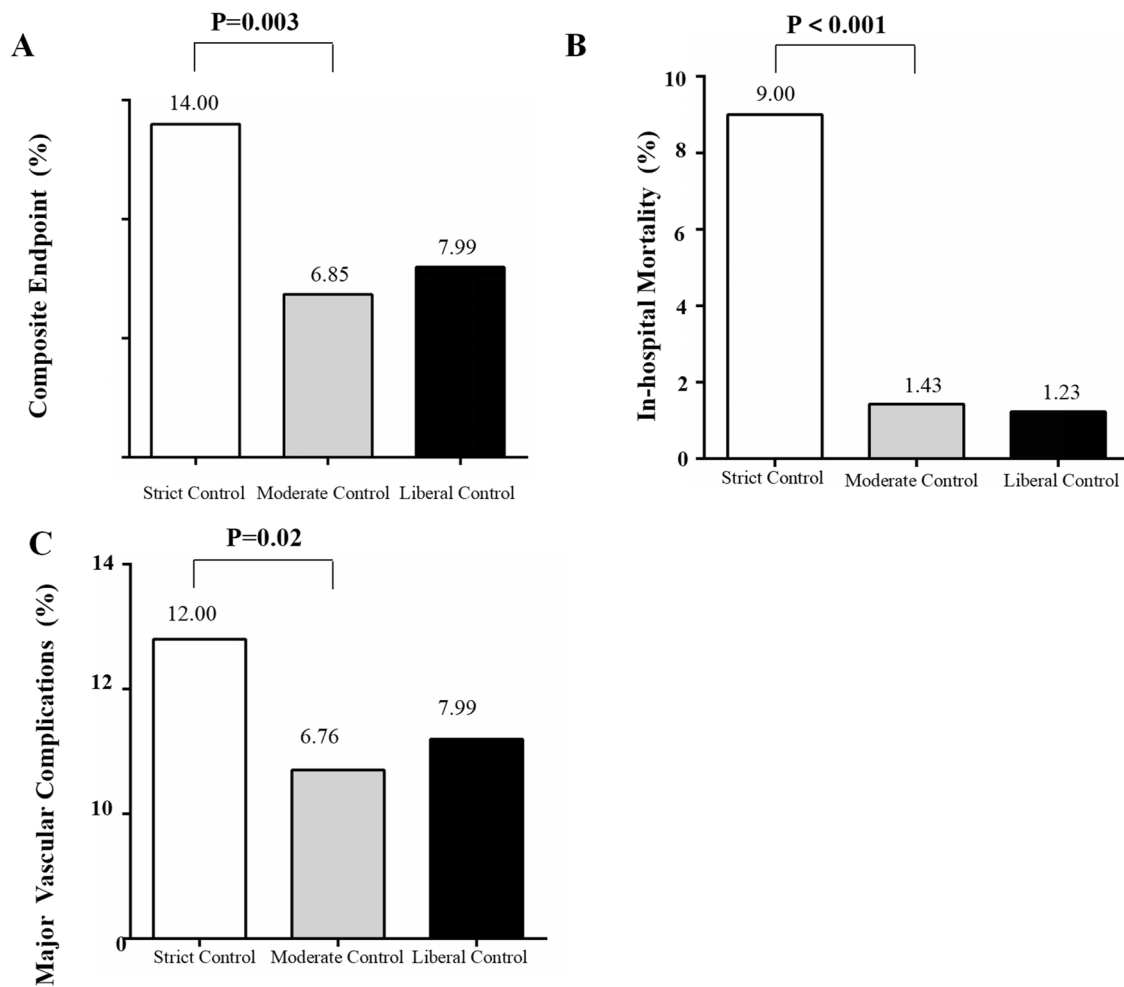 A
P=0.003
Composite Endpoint (%)
14.00
6.85
7.99
Strict Control Moderate Control Liberal Control
B
P < 0.001
In-hospital Mortality (%)
10
8
6
4
2
0
9.00
1.43
1.23
Strict Control Moderate Control Liberal Control
C
P=0.02
Major Vascular Complications (%)
14
12
10
0
12.00
6.76
7.99
Strict Control Moderate Control Liberal Control